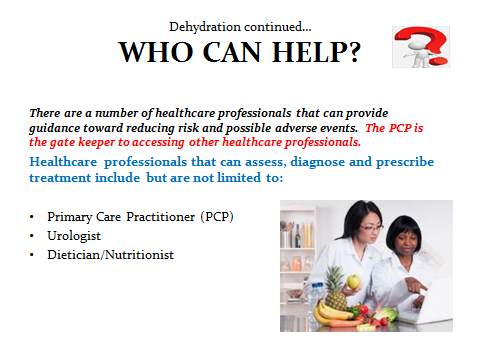 Dehydration continued...
WHO CAN HELP?
There are a number of healthcare professionals that can provide
guidance toward reducing risk and possible adverse events. The PCP is
the gate keeper to accessing other healthcare professionals.
Healthcare professionals that can assess, diagnose and prescribe
treatment include but are not limited to:
• Primary Care Practitioner (PCP)
• Urologist
• Dietician/Nutritionist